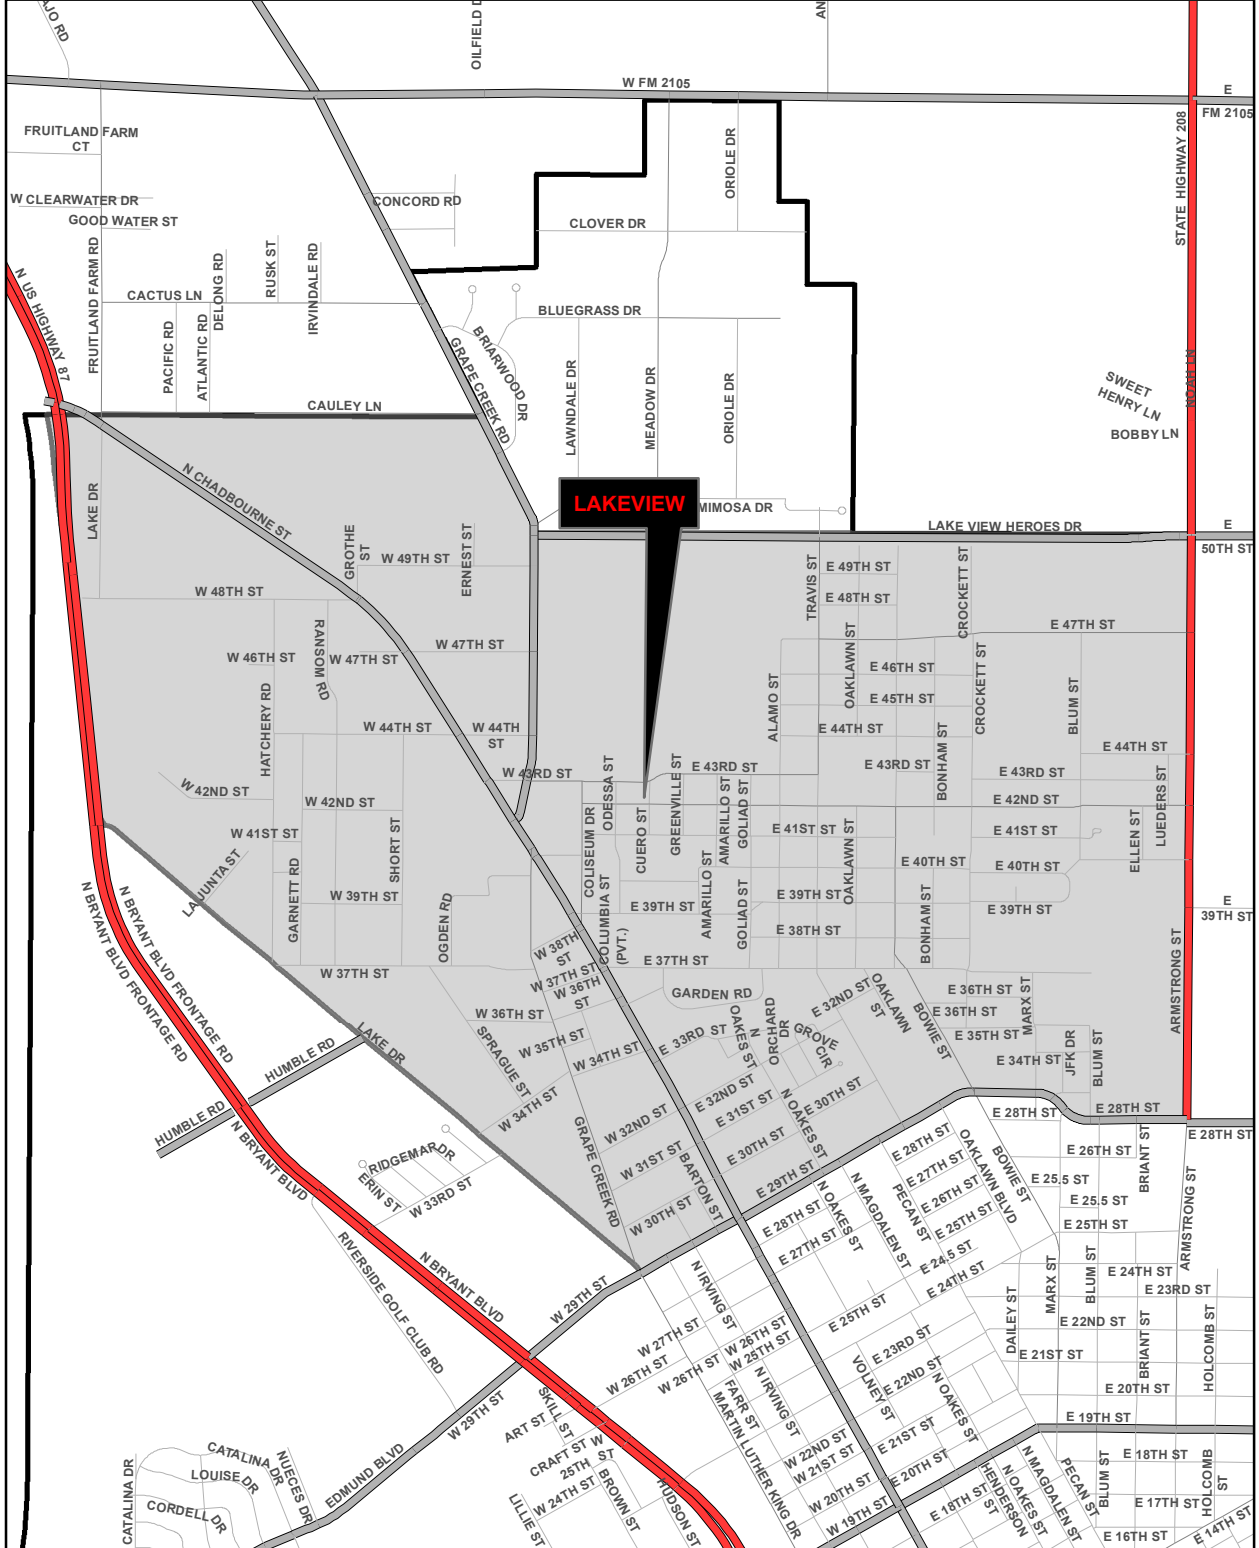 AJO RD
OILFIELD D
AN
W FM 2105
E
FM 2105
FRUITLAND FARM
CT
W CLEARWATER DR
GOOD WATER ST
CONCORD RD
ORIOLE DR
CLOVER DR
STATE HIGHWAY 208
N US HIGHWAY 87
FRUITLAND FARM RD
CACTUS LN
DELONG RD
RUSK ST
IRVINDALE RD
PACIFIC RD
ATLANTIC RD
BLUEGRASS DR
BRIARWOOD DR
GRAPE CREEK RD
LAWNDALE DR
MEADOW DR
ORIOLE DR
NOAH LN
SWEET
HENRY LN
BOBBY LN
CAULEY LN
LAKEVIEW
MIMOSA DR
LAKE VIEW HEROES DR
E
50TH ST
LAKE DR
N CHADBOURNE ST
GROTHE
ST
W 49TH ST
ERNEST ST
W 48TH ST
TRAVIS ST
E 49TH ST
E 48TH ST
CROCKETT ST
E 47TH ST
RANSOM RD
W 47TH ST
W 46TH ST
W 47TH ST
OAKLAWN ST
E 46TH ST
E 45TH ST
CROCKETT ST
BLUM ST
HATCHERY RD
ALAMO ST
W 44TH ST
W 44TH
ST
E 44TH ST
E 44TH ST
W 43RD ST
E 43RD ST
E 43RD ST
BONHAM ST
E 43RD ST
W 42ND ST
W 42ND ST
ODESSA ST
GREENVILLE ST
AMARILLO ST
GOLIAD ST
E 42ND ST
LUEDERS ST
W 41ST ST
SHORT ST
COLISEUM DR
CUERO ST
E 41ST ST
OAKLAWN ST
E 41ST ST
ELLEN ST
LA JUNTA ST
GARNETT RD
W 39TH ST
OGDEN RD
COLUMBIA ST
(PVT.)
AMARILLO ST
GOLIAD ST
E 40TH ST
E 40TH ST
E 39TH ST
E 39TH ST
E 39TH ST
E
39TH ST
E 38TH ST
BONHAM ST
N BRYANT BLVD FRONTAGE RD
N BRYANT BLVD FRONTAGE RD
W 38TH
ST
W 37TH ST
W 37TH ST
E 37TH ST
W 36TH
ST
W 36TH ST
GARDEN RD
E 32ND ST
OAKLAWN
ST
E 36TH ST
E 36TH ST
MARX ST
ARMSTRONG ST
BOWIE ST
E 35TH ST
E 34TH ST
JFK DR
BLUM ST
LAKE DR
HUMBLE RD
HUMBLE RD
SPRAGUE ST
W 35TH ST
W 34TH ST
W 34TH ST
E 33RD ST
OAKES ST
N
ORCHARD
DR
GROVE
CIR
E 32ND ST
E 31ST ST
E 30TH ST
E 30TH ST
N OAKES ST
W 32ND ST
W 31ST ST
W 30TH ST
BARTON ST
GRAPE CREEK RD
E 29TH ST
E 28TH ST
E 28TH ST
E 28TH ST
N BRYANT BLVD
RIDGEMAR DR
ERIN ST
W 33RD ST
E 28TH ST
E 27TH ST
E 26TH ST
E 25TH ST
OAKLAWN BLVD
BOWIE ST
E 26TH ST
E 25.5 ST
E 25.5 ST
E 25TH ST
BRIANT ST
ARMSTRONG ST
N OAKES ST
N MAGDALEN ST
PECAN ST
E 28TH ST
E 27TH ST
E 24.5 ST
E 24TH ST
RIVERSIDE GOLF CLUB RD
N BRYANT BLVD
W 29TH ST
N IRVING ST
MARX ST
BLUM ST
E 24TH ST
E 23RD ST
E 22ND ST
E 21ST ST
DAILEY ST
BRIANT ST
HOLCOMB ST
E 20TH ST
E 19TH ST
E 25TH ST
E 23RD ST
E 22ND ST
VOLNEY ST
N OAKES ST
W 27TH ST
W 26TH ST
W 26TH ST
W 26TH ST
W 25TH ST
N IRVING ST
FARR ST
MARTIN LUTHER KING DR
W 29TH ST
EDMUND BLVD
SKILL ST
ART ST
CRAFT ST
W
25TH ST
W 24TH ST
BROWN ST
LILLIE ST
HUDSON ST
W 22ND ST
W 21ST ST
W 20TH ST
W 19TH ST
E 21ST ST
E 20TH ST
E 18TH ST
HENDERSON
ST
N OAKES ST
N MAGDALEN ST
PECAN ST
BLUM ST
E 18TH ST
E 17TH ST
E 16TH ST
E 14TH ST
HOLCOMB
ST
CATALINA DR
CATALINA
DR
LOUISE DR
CORDELL DR
NUECES DR